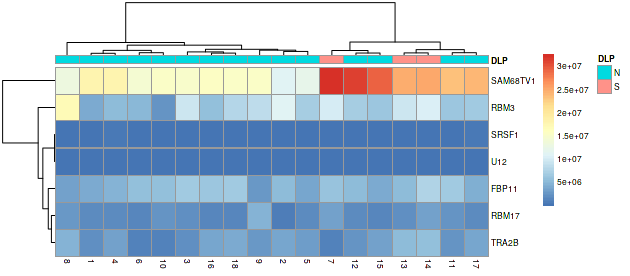 DLP
DLP
N
S
SAM68TV1
RBM3
SRSF1
U12
FBP11
RBM17
TRA2B
3e+07
2.5e+07
2e+07
1.5e+07
1e+07
5e+06
8 1 4 6 10 3 16 18 9 2 5 7 12 15 13 14 11 17